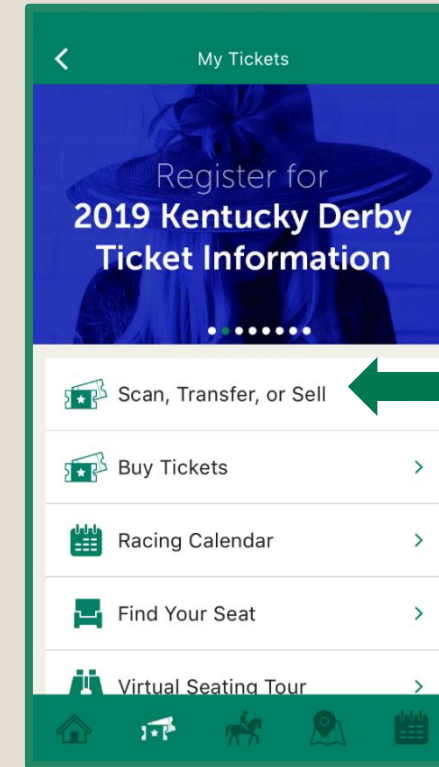 My Tickets
Register for
2019 Kentucky Derby
Ticket Information
Scan, Transfer, or Sell
Buy Tickets
Racing Calendar
Find Your Seat
Virtual Seating Tour